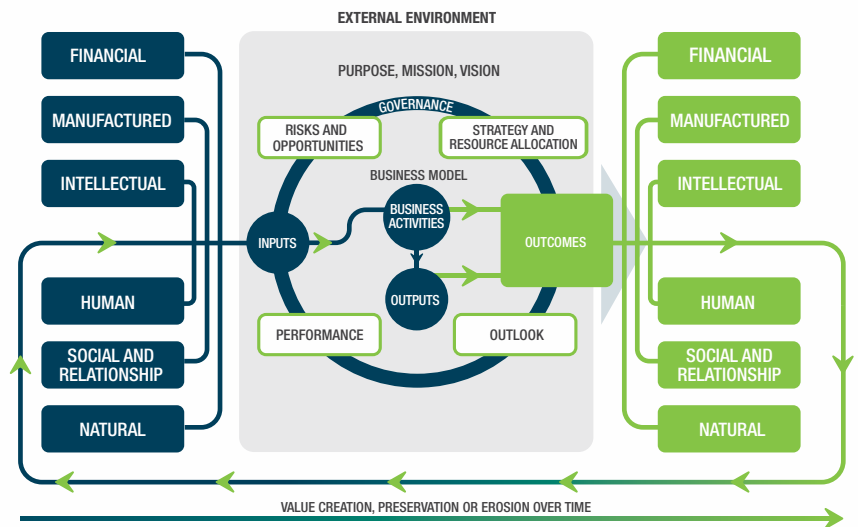 EXTERNAL ENVIRONMENT
FINANCIAL
MANUFACTURED
INTELLECTUAL
HUMAN
SOCIAL AND
RELATIONSHIP
NATURAL
PURPOSE, MISSION, VISION
GOVERNANCE
RISKS AND
OPPORTUNITIES
STRATEGY AND
RESOURCE ALLOCATION
BUSINESS MODEL
INPUTS
BUSINESS
ACTIVITIES
OUTPUTS
OUTCOMES
PERFORMANCE
OUTLOOK
FINANCIAL
MANUFACTURED
INTELLECTUAL
HUMAN
SOCIAL AND
RELATIONSHIP
NATURAL
VALUE CREATION, PRESERVATION OR EROSION OVER TIME